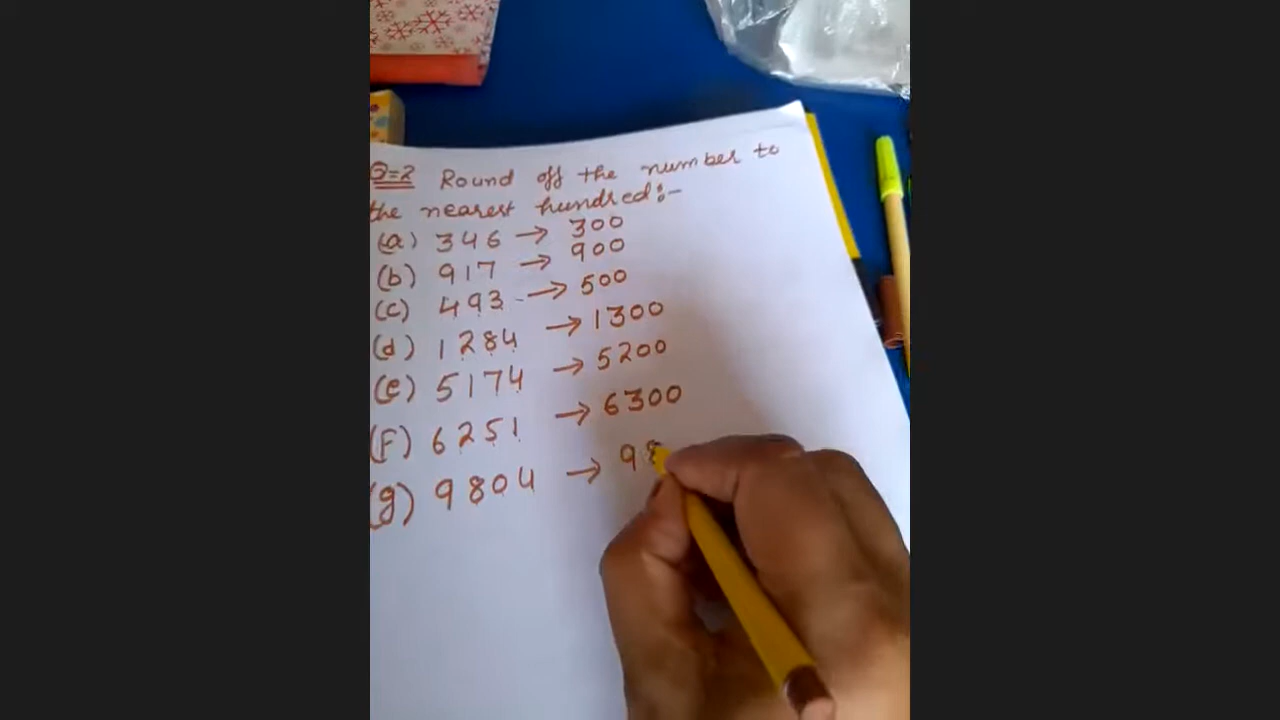 Q=2 Round off the number to
the nearest hundred:-
(a) 346 → 300
(b) 917 → 900
(c) 493 → 500
(d) 1284 → 1300
(e) 5174 → 5200
(F) 6251 → 6300
(g) 9804 → 98